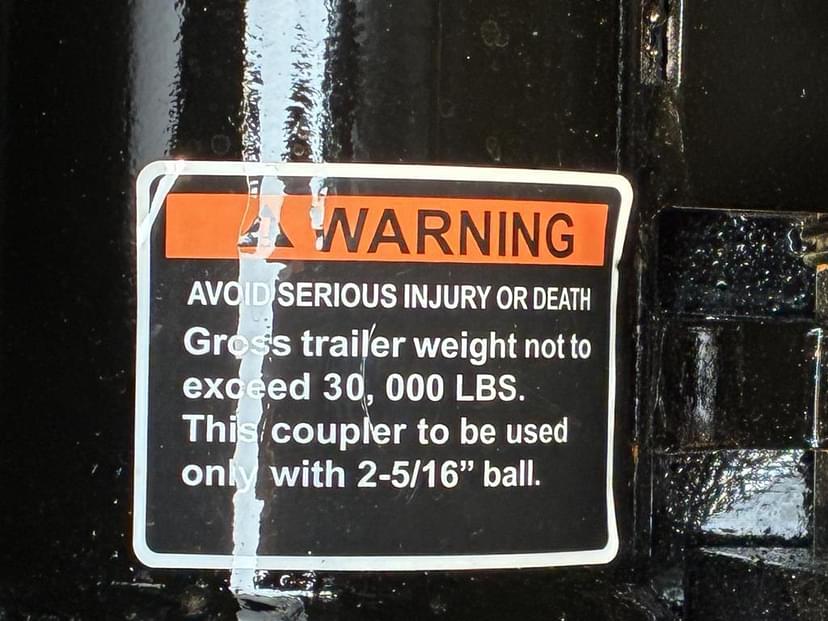 WARNING
AVOID SERIOUS INJURY OR DEATH
Gross trailer weight not to
exceed 30, 000 LBS.
This coupler to be used
only with 2-5/16” ball.